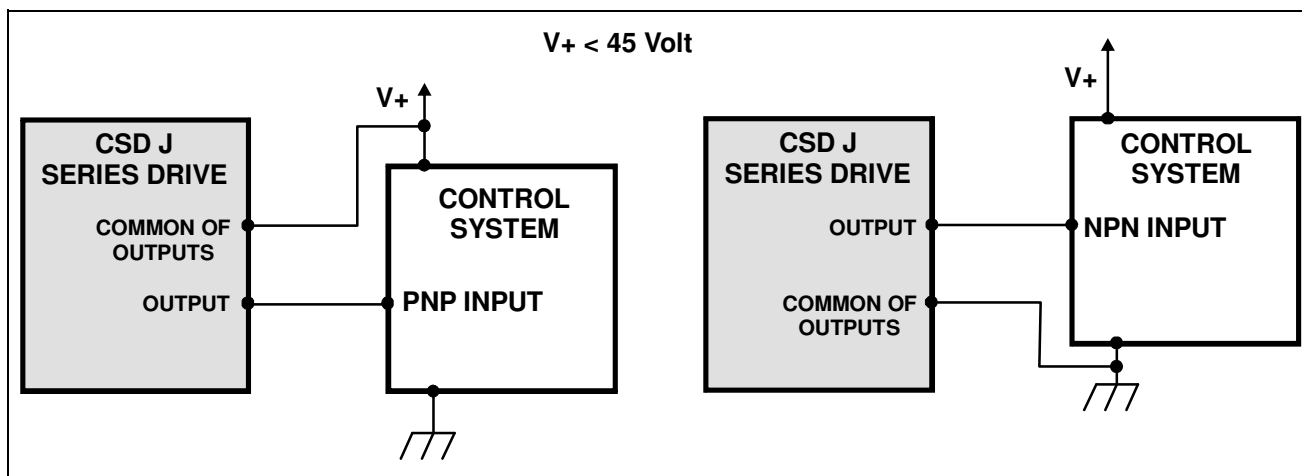 V+ < 45 Volt
V+
CSD J
SERIES DRIVE
COMMON OF
OUTPUTS
OUTPUT
CONTROL
SYSTEM
PNP INPUT
V+
CSD J
SERIES DRIVE
OUTPUT
COMMON OF
OUTPUTS
CONTROL
SYSTEM
NPN INPUT